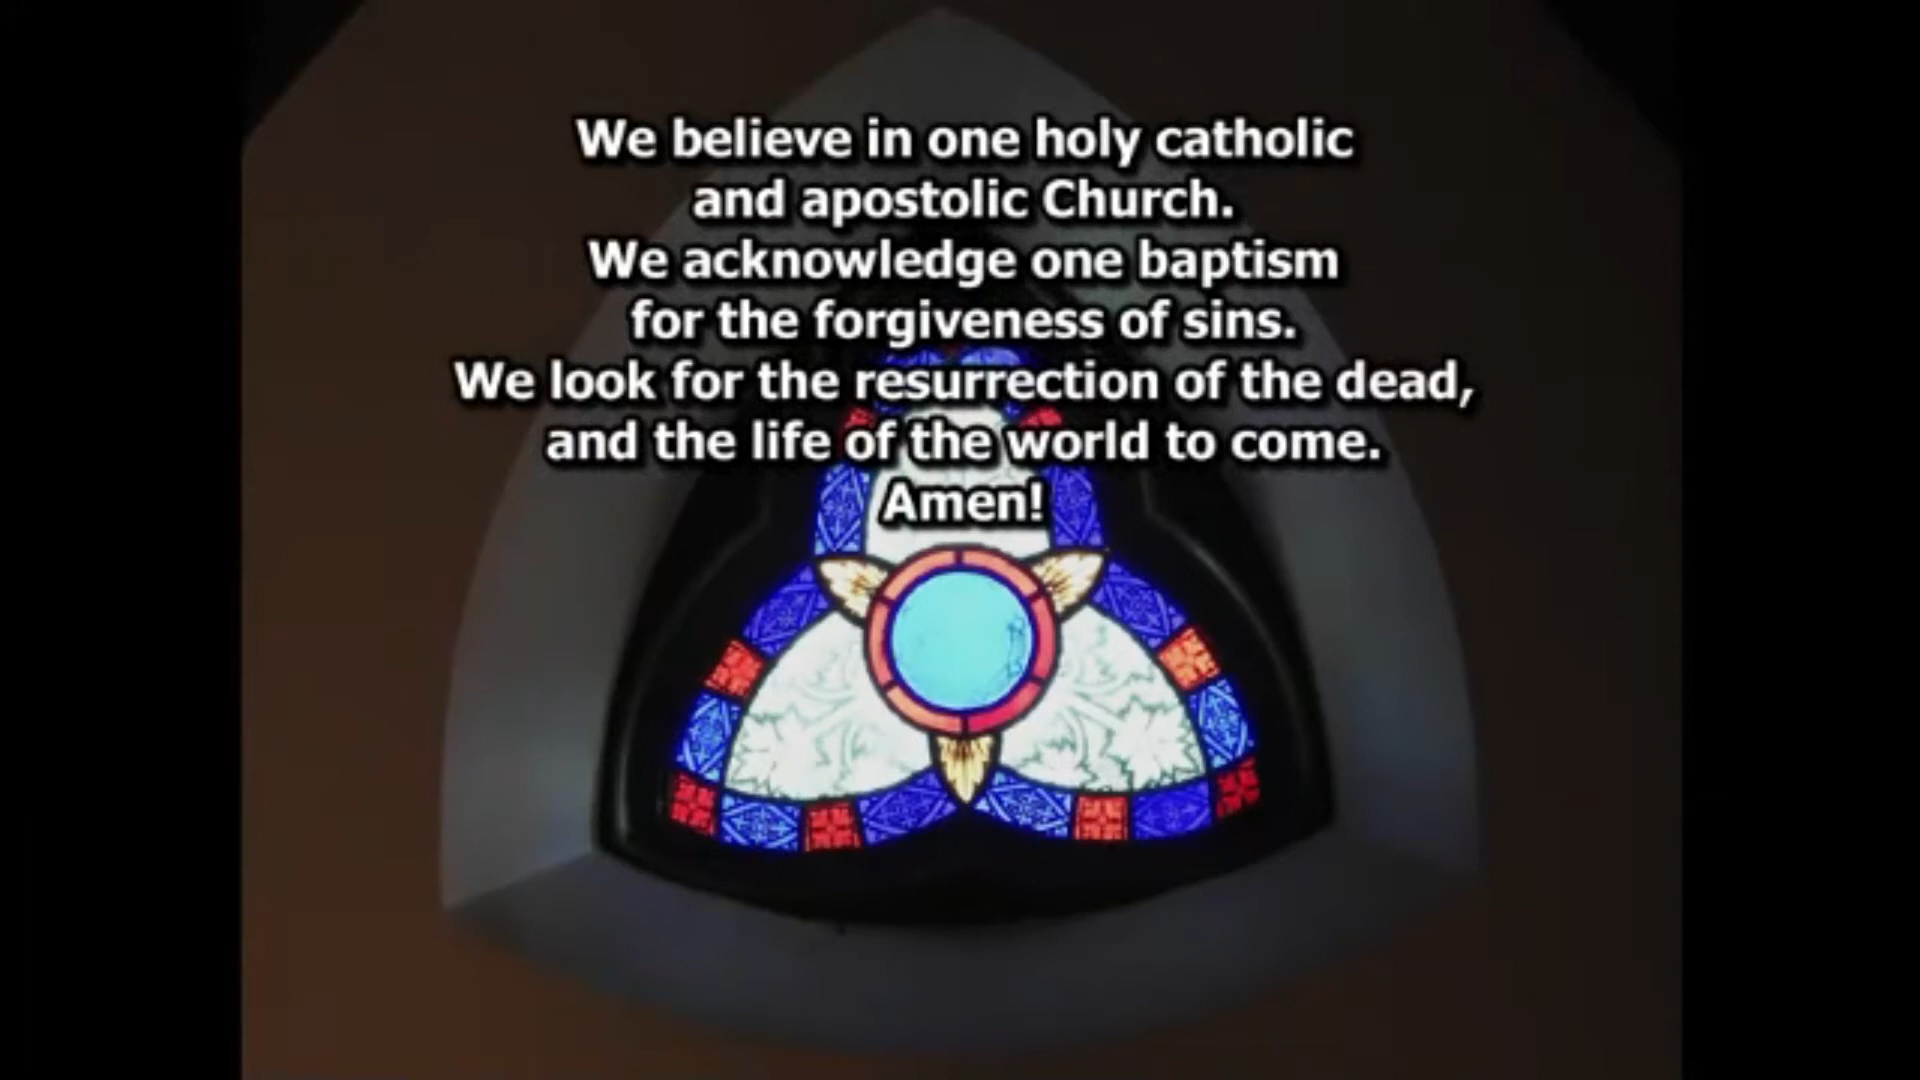 We believe in one holy catholic
and apostolic Church.
We acknowledge one baptism
for the forgiveness of sins.
We look for the resurrection of the dead,
and the life of the world to come.
Amen!